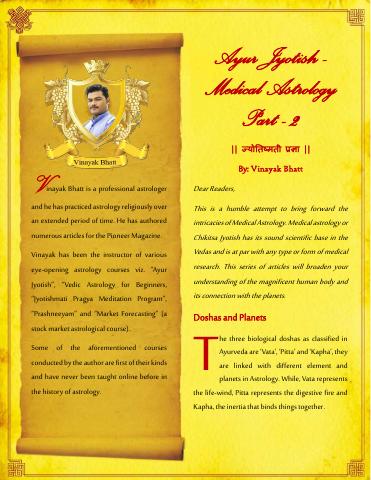 Vinayak Bhatt
Vinayak Bhatt is a professional astrologer
and he has practiced astrology religiously over
an extended period of time. He has authored
numerous articles for the Pioneer Magazine.
Vinayak has been the instructor of various
eye-opening astrology courses viz. "Ayur
Jyotish", "Vedic Astrology for Beginners,
"Jyotishmati Pragya Meditation Program",
"Prashneeyam" and "Market Forecasting" (a
stock market astrological course).
Some of the aforementioned courses
conducted by the author are first of their kinds
and have never been taught online before in
the history of astrology.
Ayur Jyotish -
Medical Astrology
Part - 2
|| ज्योतिष्मती प्रज्ञा ||
By: Vinayak Bhatt
Dear Readers,
This is a humble attempt to bring forward the
intricacies of Medical Astrology. Medical astrology or
Chikitsa Jyotish has its sound scientific base in the
Vedas and is at par with any type or form of medical
research. This series of articles will broaden your
understanding of the magnificent human body and
its connection with the planets.
Doshas and Planets
The three biological doshas as classified in
Ayurveda are 'Vata', 'Pitta' and 'Kapha', they
are linked with different element and
planets in Astrology. While, Vata represents
the life-wind, Pitta represents the digestive fire and
Kapha, the inertia that binds things together.